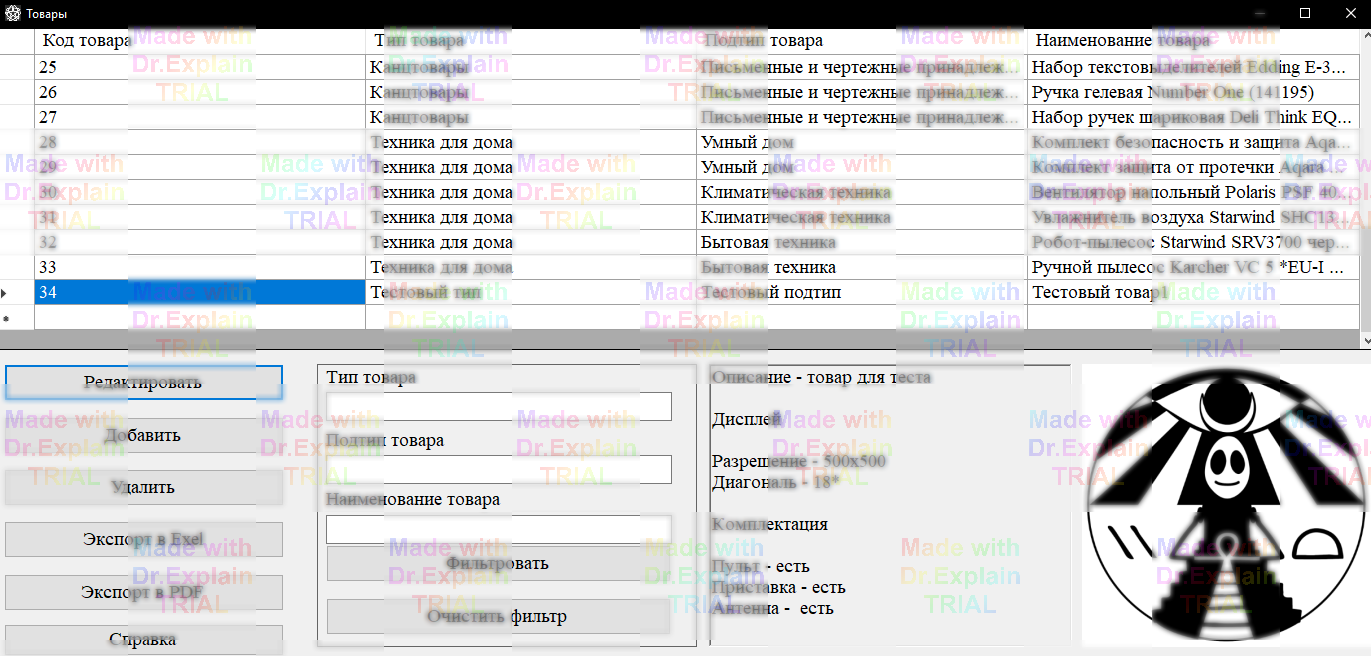 Товары
Код товара Тип товара Подтип товара Наименование товара
25 Канцтовары Письменные и чертежные принадлеж... Набор текстовыделителей Edding E-3...
26 Канцтовары Письменные и чертежные принадлеж... Ручка гелевая Number One (141195)
27 Канцтовары Письменные и чертежные принадлеж... Набор ручек шариковая Deli Think EQ...
28 Техника для дома Умный дом Комплект безопасность и защита Aqa...
29 Техника для дома Умный дом Комплект защита от протечки Aqara ...
30 Техника для дома Климатическая техника Вентилятор напольный Polaris PSF 40...
31 Техника для дома Климатическая техника Увлажнитель воздуха Starwind SHC13...
32 Техника для дома Бытовая техника Робот-пылесос Starwind SRV3700 чер...
33 Техника для дома Бытовая техника Ручной пылесос Karcher VC 5 *EU-I ...
34 Тестовый тип Тестовый подтип Тестовый товар1
Редактировать
Добавить
Удалить
Экспорт в Exel
Экспорт в PDF
Справка
Тип товара
Подтип товара
Наименование товара
Фильтровать
Очистить фильтр
Описание - товар для теста
Дисплей
Разрешение - 500x500
Диагональ - 18*
Комплектация
Пульт - есть
Приставка - есть
Антенна - есть
Made with
Dr.Explain
TRIAL